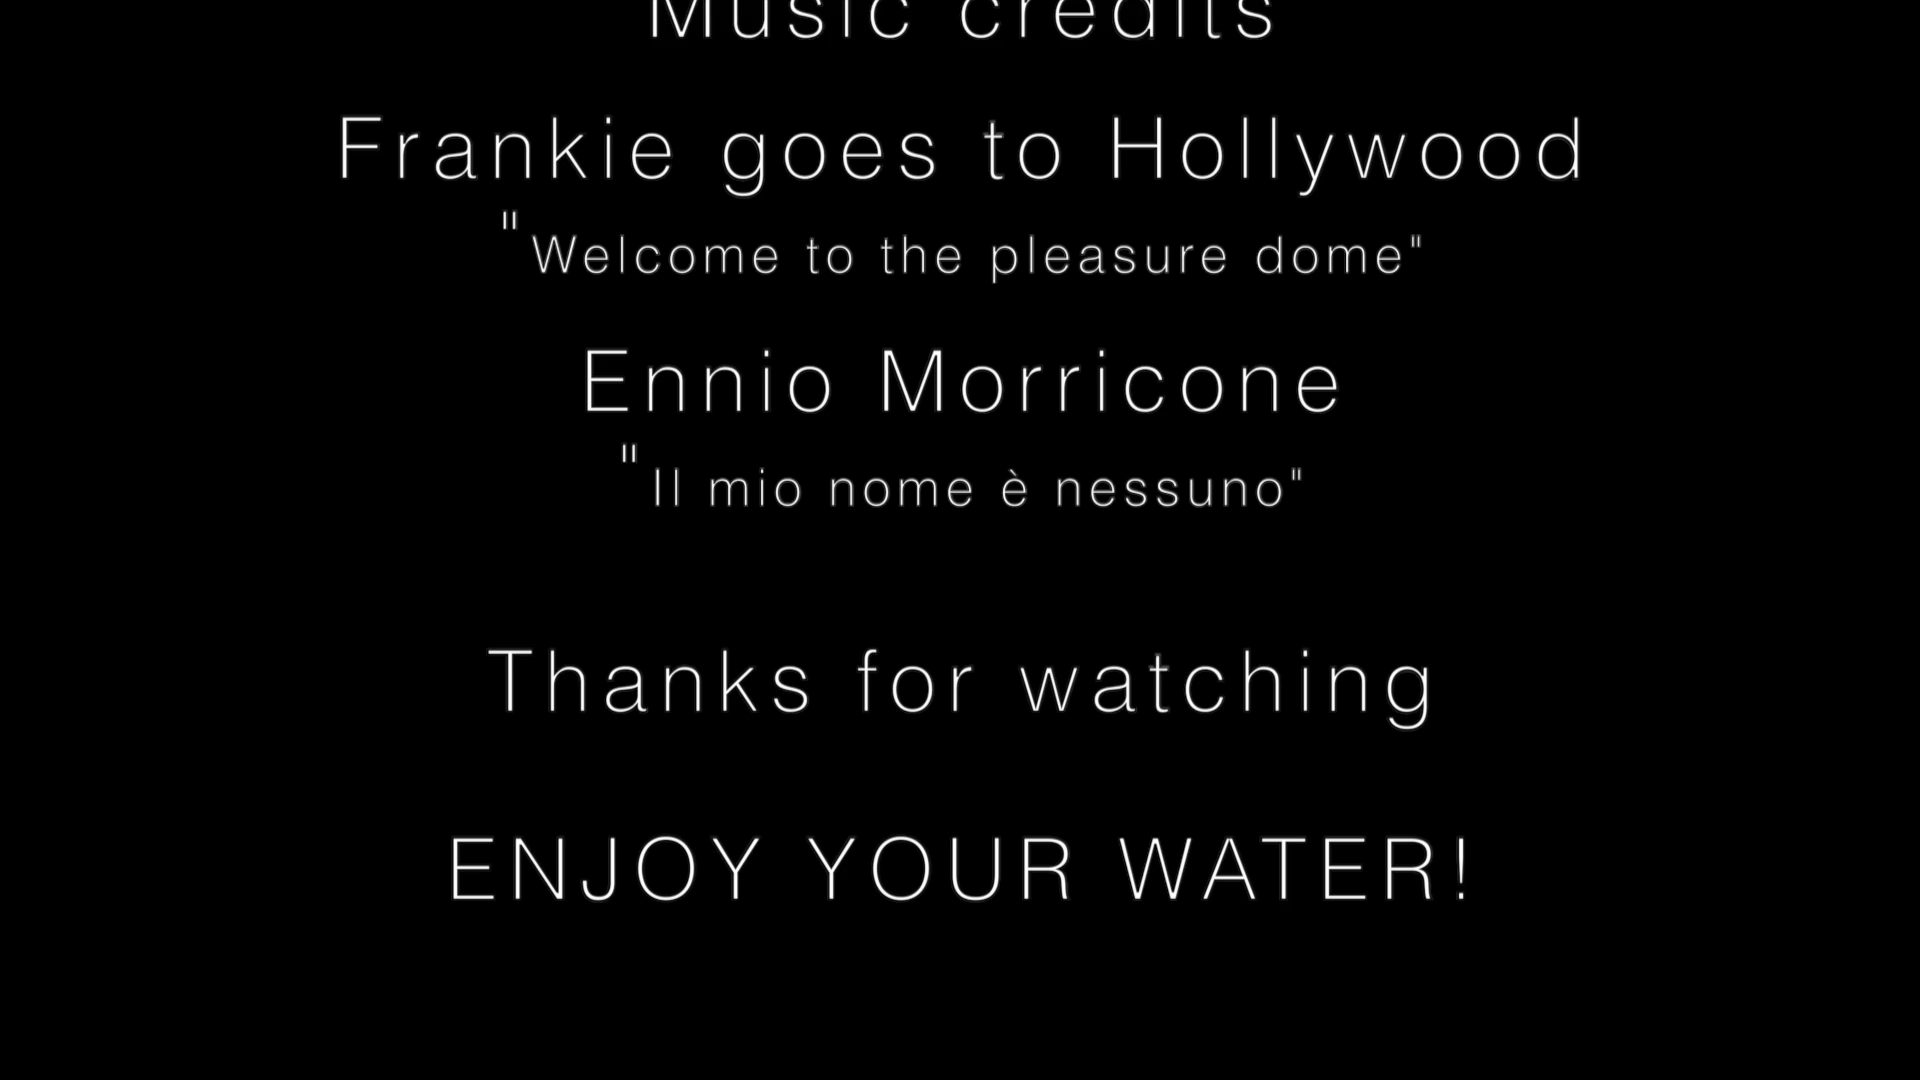 Music credits
Frankie goes to Hollywood
"Welcome to the pleasure dome"
Ennio Morricone
"Il mio nome è nessuno"
Thanks for watching
ENJOY YOUR WATER!